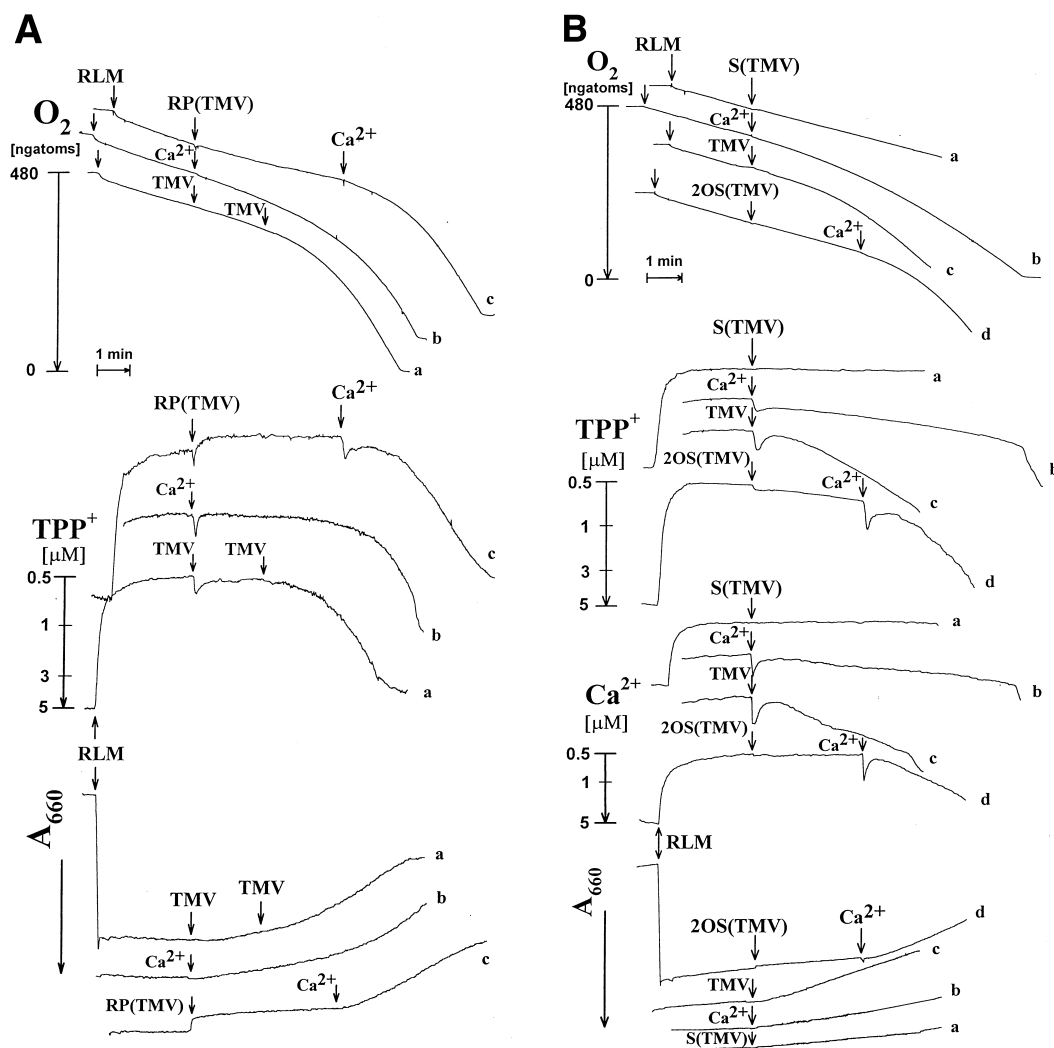 A
RLM
O2
[ngatoms]
RP(TMV)
Ca2+
Ca2+
480
TMV
TMV
c
b
1 min
0
a
RP(TMV)
Ca2+
Ca2+
TPP+
[µM]
TMV
TMV
0.5
c
1
b
3
a
5
RLM
A660
a
TMV
TMV
b
Ca2+
c
Ca2+
RP(TMV)
B
RLM
O2
S(TMV)
[ngatoms]
480
Ca2+
TMV
a
2OS(TMV)
Ca2+
1 min
b
c
0
d
S(TMV)
a
Ca2+
TMV
TPP+
[µM]
2OS(TMV)
b
0.5
Ca2+
c
1
3
d
5
S(TMV)
a
Ca2+
TMV
b
Ca2+
[µM]
2OS(TMV)
Ca2+
0.5
c
1
d
5
RLM
A660
2OS(TMV)
Ca2+
d
c
TMV
b
Ca2+
S(TMV)
a